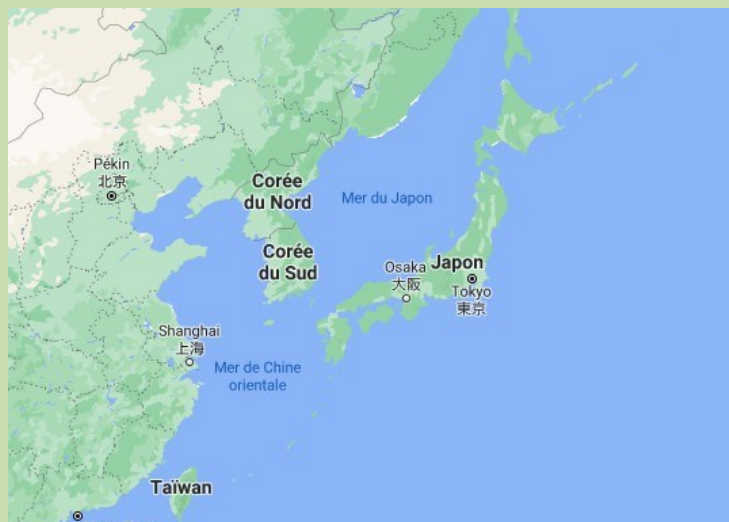 Pékin
北京
Corée
du Nord
Mer du Japon
Corée
du Sud
Osaka
大阪
Japon
Tokyo
東京
Shanghai
上海
Mer de Chine
orientale
Taïwan